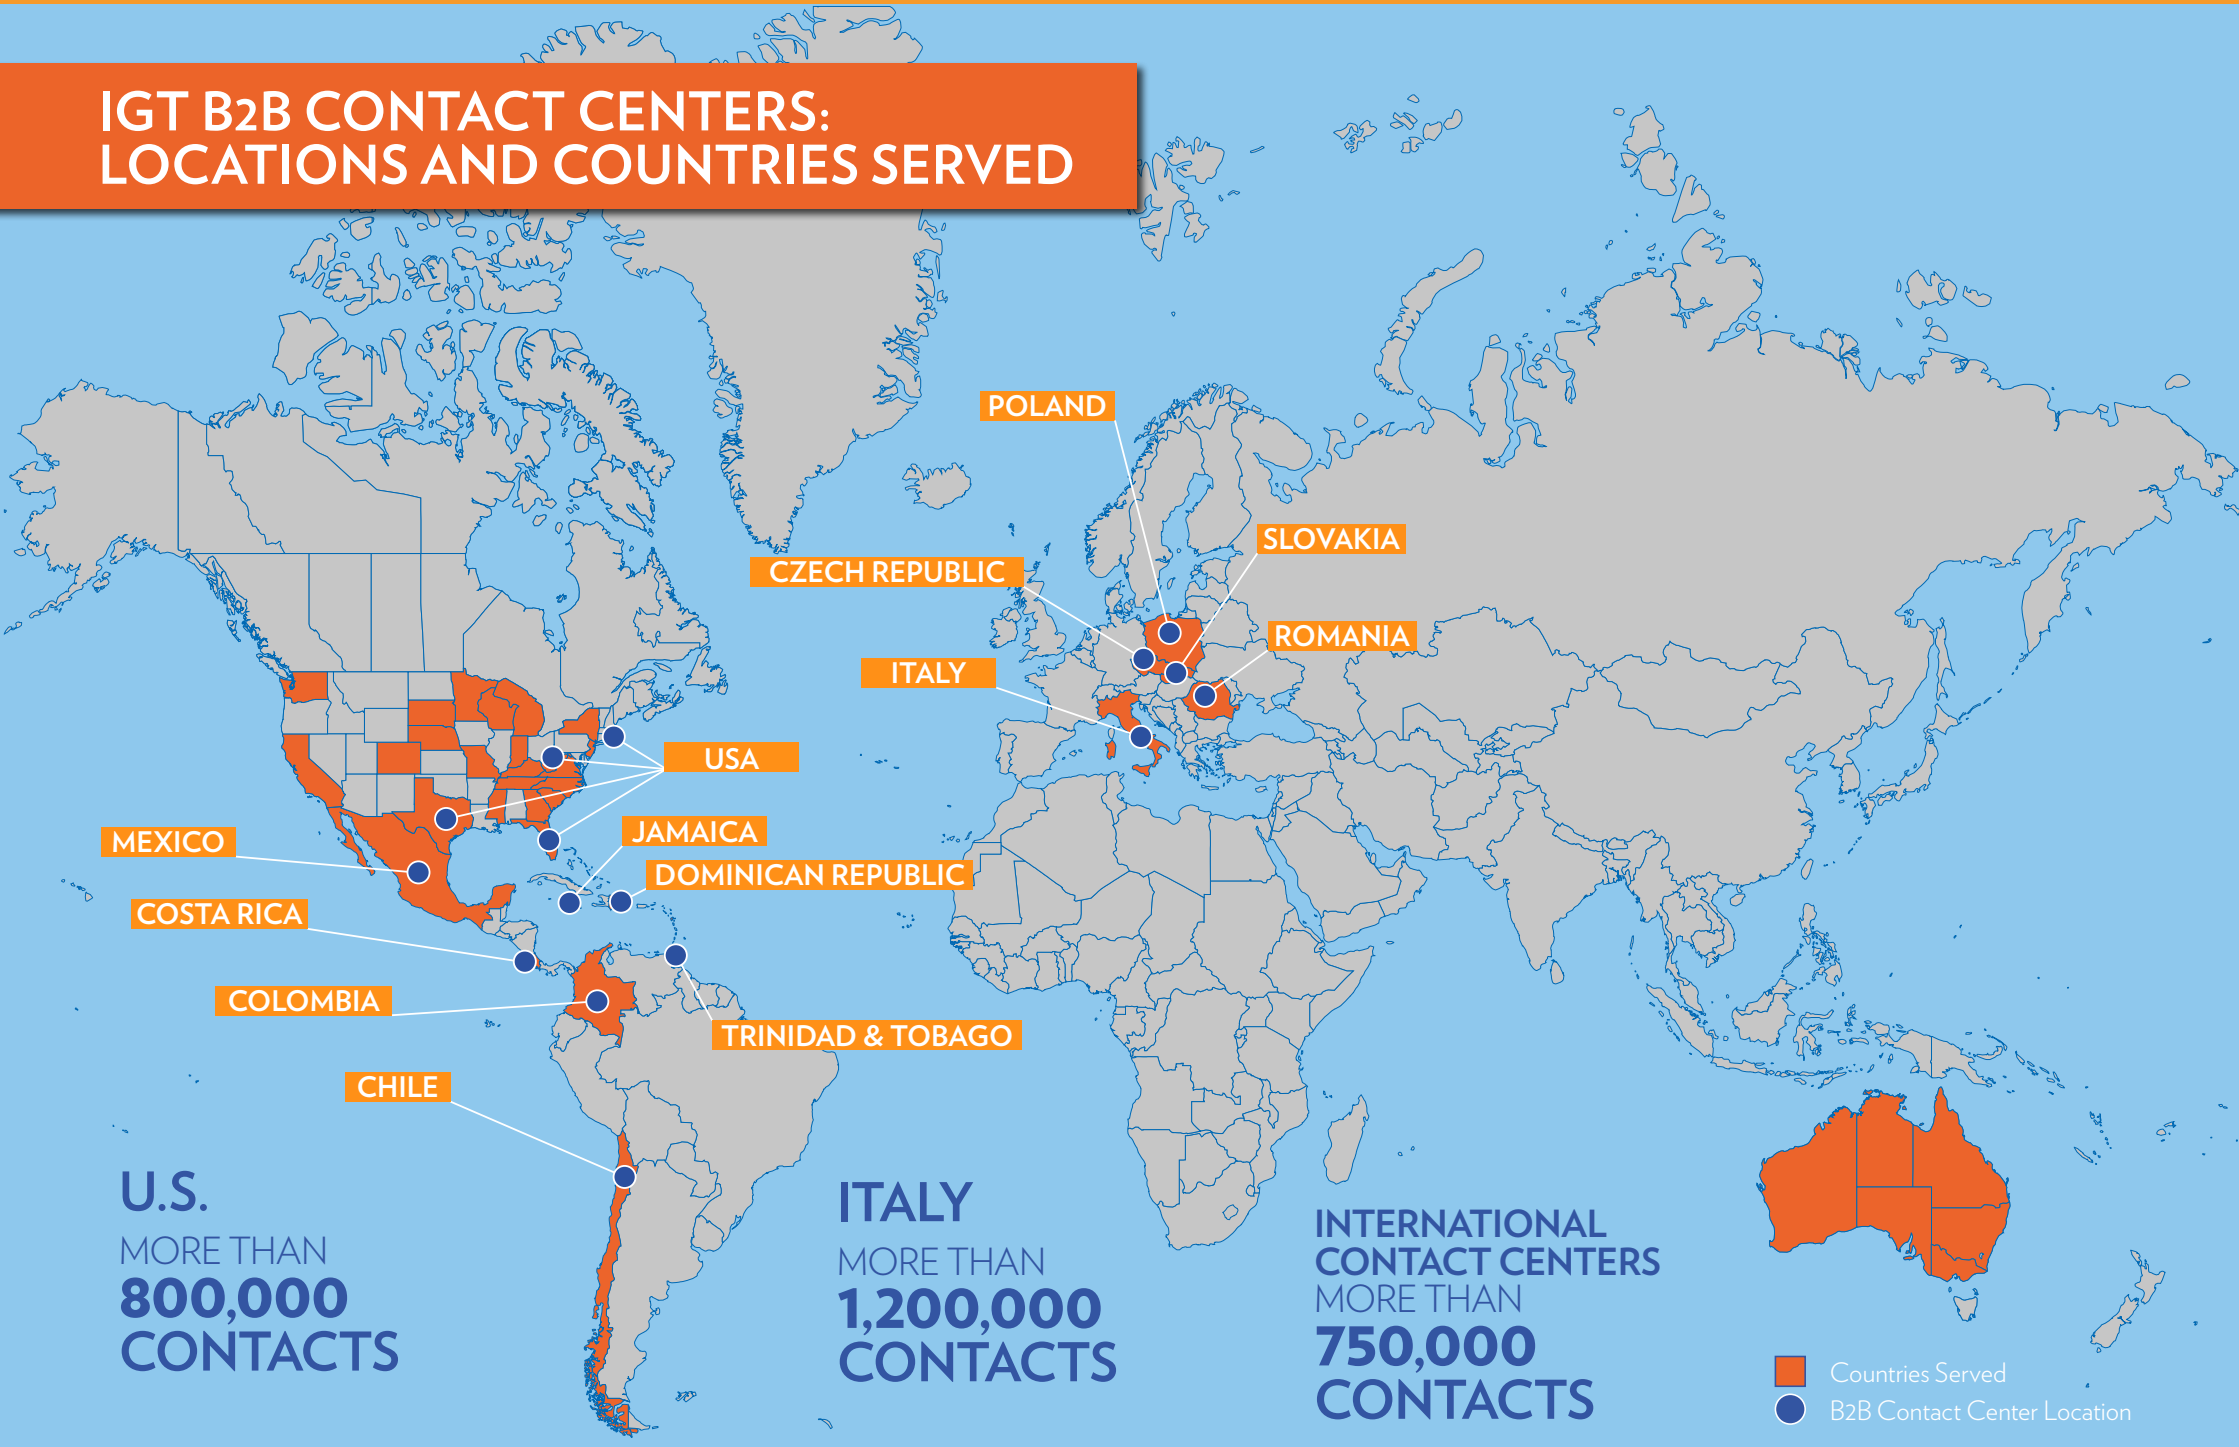 IGT B2B CONTACT CENTERS:
LOCATIONS AND COUNTRIES SERVED
POLAND
SLOVAKIA
CZECH REPUBLIC
ROMANIA
ITALY
USA
JAMAICA
MEXICO
DOMINICAN REPUBLIC
COSTA RICA
COLOMBIA
TRINIDAD & TOBAGO
CHILE
U.S.
MORE THAN
800,000
CONTACTS
ITALY
MORE THAN
1,200,000
CONTACTS
INTERNATIONAL
CONTACT CENTERS
MORE THAN
750,000
CONTACTS
Countries Served
B2B Contact Center Location